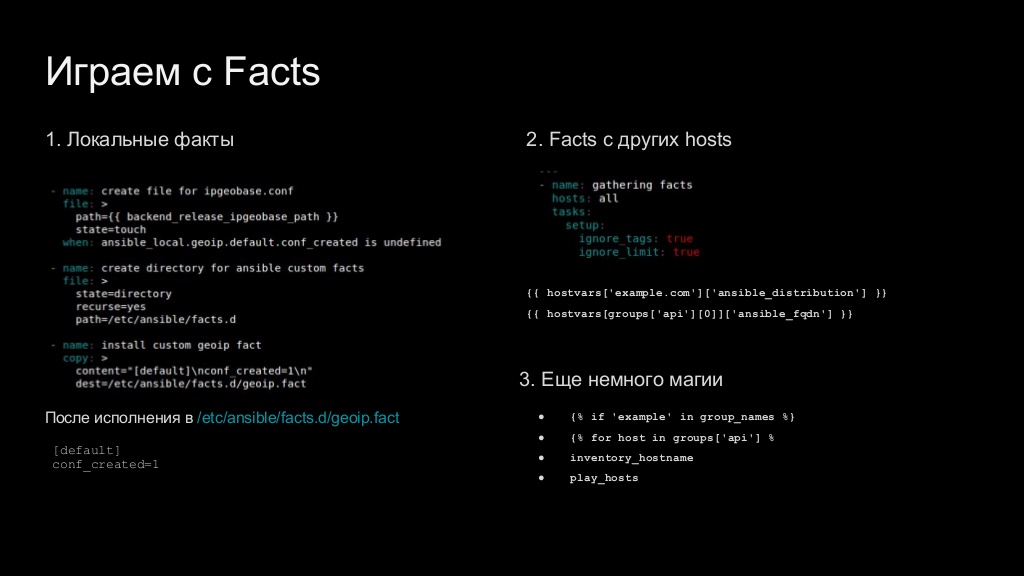 Играем с Facts
1. Локальные факты
- name: create file for ipgeobase.conf
  file: >
    path={{ backend_release_ipgeobase_path }}
    state=touch
  when: ansible_local.geoip.default.conf_created is undefined
- name: create directory for ansible custom facts
  file: >
    state=directory
    recurse=yes
    path=/etc/ansible/facts.d
- name: install custom geoip fact
  copy: >
    content="[default]\nconf_created=1\n"
    dest=/etc/ansible/facts.d/geoip.fact
После исполнения в /etc/ansible/facts.d/geoip.fact
[default]
conf_created=1
2. Facts с других hosts
---
- name: gathering facts
  hosts: all
  tasks:
    setup:
      ignore_tags: true
      ignore_limit: true
{{ hostvars['example.com']['ansible_distribution'] }}
{{ hostvars[groups['api'][0]]['ansible_fqdn'] }}
3. Еще немного магии
● {% if 'example' in group_names %}
● {% for host in groups['api'] %
● inventory_hostname
● play_hosts